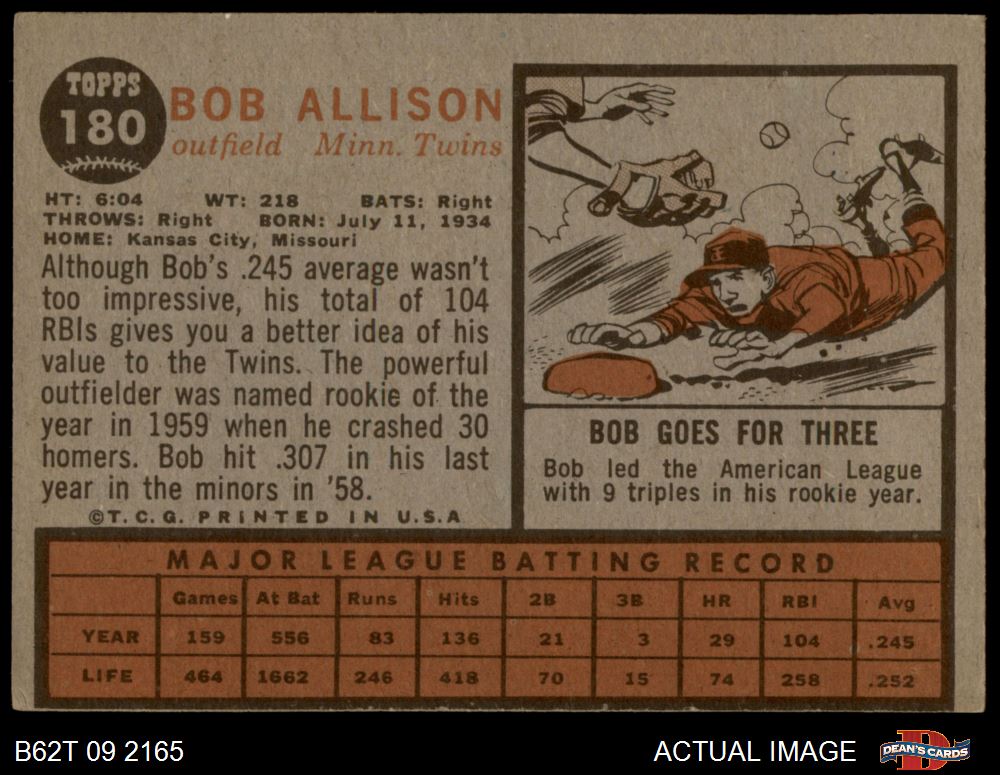 TOPPS
180
BOB ALLISON
outfield Minn. Twins
HT: 6:04 WT: 218 BATS: Right
THROWS: Right BORN: July 11, 1934
HOME: Kansas City, Missouri
Although Bob's .245 average wasn't
too impressive, his total of 104
RBIs gives you a better idea of his
value to the Twins. The powerful
outfielder was named rookie of the
year in 1959 when he crashed 30
homers. Bob hit .307 in his last
year in the minors in '58.
©T.C.G. PRINTED IN U.S.A
BOB GOES FOR THREE
Bob led the American League
with 9 triples in his rookie year.
MAJOR LEAGUE BATTING RECORD
Games At Bat Runs Hits 2B 3B HR RBI Avg
YEAR 159 556 83 136 21 3 29 104 .245
LIFE 464 1662 246 418 70 15 74 258 .252
B62T 09 2165 ACTUAL IMAGE DEAN'S CARDS